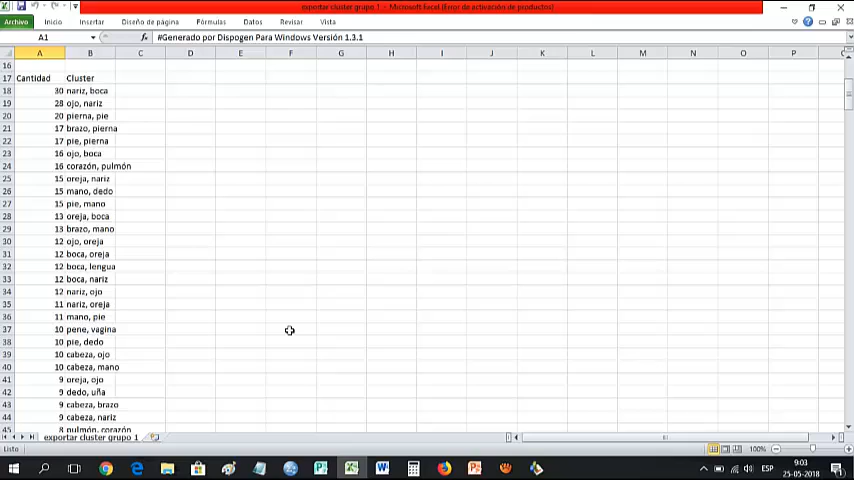 exportar cluster grupo 1 - Microsoft Excel (Error de activación de productos)
Archivo Inicio Insertar Diseño de página Fórmulas Datos Revisar Vista
A1 fx #Generado por Dispogen Para Windows Versión 1.3.1
A B C D E F G H I J K L M N O P
16
17 Cantidad Cluster
18 30 nariz, boca
19 28 ojo, nariz
20 20 pierna, pie
21 17 brazo, pierna
22 17 pie, pierna
23 16 ojo, boca
24 16 corazón, pulmón
25 15 oreja, nariz
26 15 mano, dedo
27 15 pie, mano
28 13 oreja, boca
29 13 brazo, mano
30 12 ojo, oreja
31 12 boca, oreja
32 12 boca, lengua
33 12 boca, nariz
34 12 nariz, ojo
35 11 nariz, oreja
36 11 mano, pie
37 10 pene, vagina
38 10 pie, dedo
39 10 cabeza, ojo
40 10 cabeza, mano
41 9 oreja, ojo
42 9 dedo, uña
43 9 cabeza, brazo
44 9 cabeza, nariz
45 8 pulmón, corazón
exportar cluster grupo 1
Listo 100%
ESP 9:03
25-05-2018